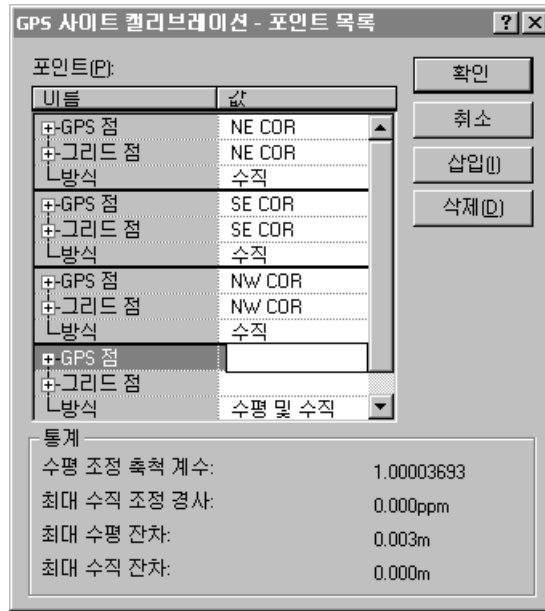 GPS 사이트 캘리브레이션 - 포인트 목록
포인트(P):
이름 값
GPS 점 NE COR
그리드 점 NE COR
방식 수직
GPS 점 SE COR
그리드 점 SE COR
방식 수직
GPS 점 NW COR
그리드 점 NW COR
방식 수직
GPS 점
그리드 점
방식 수평 및 수직
확인
취소
삽입(I)
삭제(D)
통계
수평 조정 축척 계수: 1.00003693
최대 수직 조정 경사: 0.000ppm
최대 수평 잔차: 0.003m
최대 수직 잔차: 0.000m